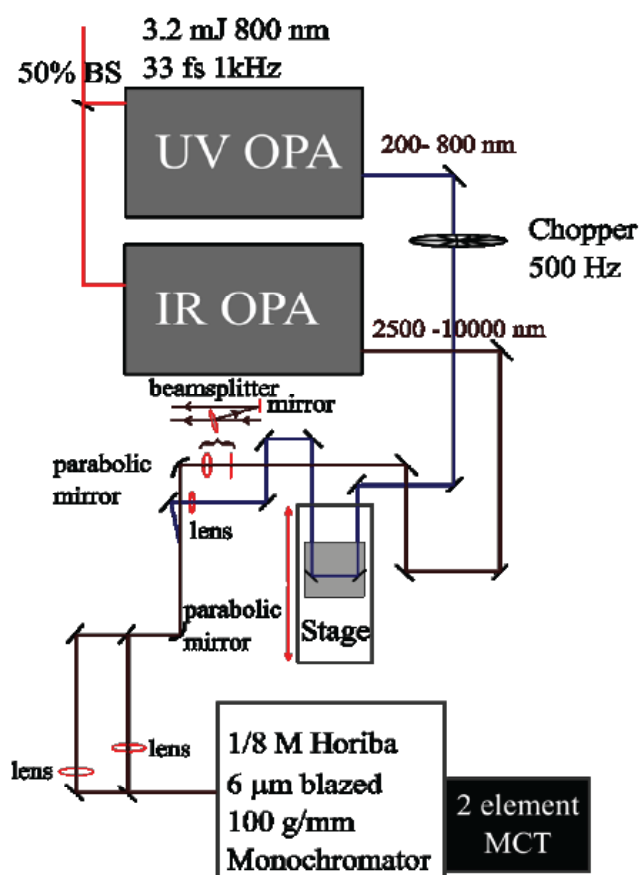 3.2 mJ 800 nm
50% BS 33 fs 1kHz
UV OPA
200- 800 nm
Chopper
500 Hz
IR OPA
2500 -10000 nm
beamsplitter
mirror
parabolic
mirror
lens
parabolic
mirror
Stage
lens
lens
1/8 M Horiba
6 µm blazed
100 g/mm
Monochromator
2 element
MCT